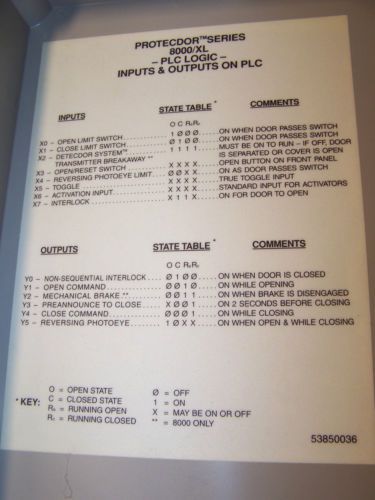 PROTECDOR™SERIES
8000/XL
– PLC LOGIC –
INPUTS & OUTPUTS ON PLC
INPUTS STATE TABLE * COMMENTS
O C Rₒ R꜀
X0 – OPEN LIMIT SWITCH 1 Ø Ø Ø ON WHEN DOOR PASSES SWITCH
X1 – CLOSE LIMIT SWITCH Ø 1 Ø Ø ON WHEN DOOR PASSES SWITCH
X2 – DETECDOR SYSTEM™ 1 1 1 1 MUST BE ON TO RUN – IF OFF, DOOR
TRANSMITTER BREAKAWAY ** IS SEPARATED OR COVER IS OPEN
X3 – OPEN/RESET SWITCH X X X X OPEN BUTTON ON FRONT PANEL
X4 – REVERSING PHOTOEYE LIMIT Ø Ø X X ON AS DOOR PASSES SWITCH
X5 – TOGGLE X X X X TRUE TOGGLE INPUT
X6 – ACTIVATION INPUT X X X X STANDARD INPUT FOR ACTIVATORS
X7 – INTERLOCK X 1 1 X ON FOR DOOR TO OPEN
OUTPUTS STATE TABLE * COMMENTS
O C Rₒ R꜀
Y0 – NON-SEQUENTIAL INTERLOCK Ø 1 Ø Ø ON WHEN DOOR IS CLOSED
Y1 – OPEN COMMAND Ø Ø 1 Ø ON WHILE OPENING
Y2 – MECHANICAL BRAKE ** Ø Ø 1 1 ON WHEN BRAKE IS DISENGAGED
Y3 – PREANNOUNCE TO CLOSE X Ø Ø 1 ON 2 SECONDS BEFORE CLOSING
Y4 – CLOSE COMMAND Ø Ø Ø 1 ON WHILE CLOSING
Y5 – REVERSING PHOTOEYE 1 Ø X X ON WHEN OPEN & WHILE CLOSING
O = OPEN STATE Ø = OFF
* KEY: C = CLOSED STATE 1 = ON
Rₒ = RUNNING OPEN X = MAY BE ON OR OFF
R꜀ = RUNNING CLOSED ** = 8000 ONLY
53850036